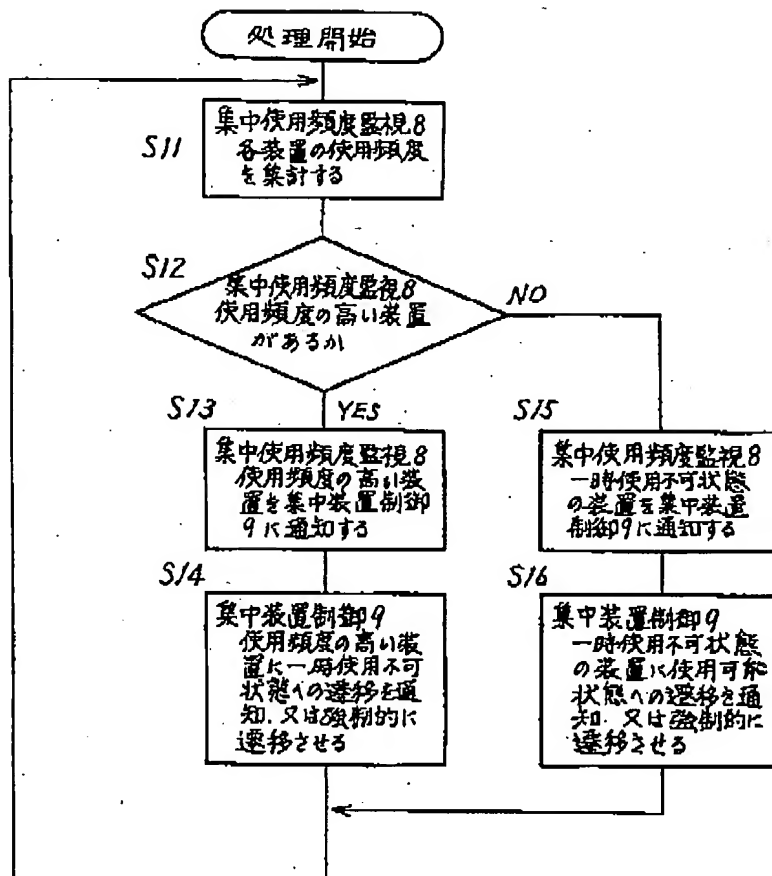 処理開始
S11
集中使用頻度監視8
各装置の使用頻度
を集計する
S12
集中使用頻度監視8
使用頻度の高い装置
があるか
NO
YES
S13
集中使用頻度監視8
使用頻度の高い装
置を集中装置制御
9に通知する
S14
集中装置制御9
使用頻度の高い装
置に一時使用不可
状態への遷移を通
知.又は強制的に
遷移させる
S15
集中使用頻度監視8
一時使用不可状態
の装置を集中装置
制御9に通知する
S16
集中装置制御9
一時使用不可状態
の装置に使用可能
状態への遷移を通
知.又は強制的に
遷移させる